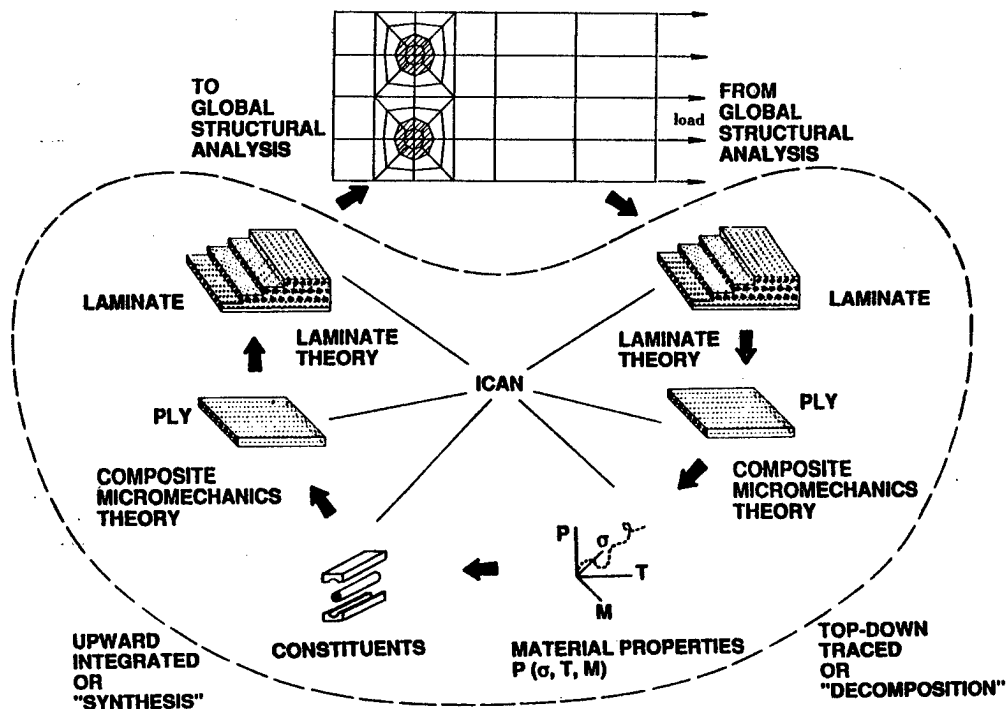 TO
GLOBAL
STRUCTURAL
ANALYSIS
load
FROM
GLOBAL
STRUCTURAL
ANALYSIS
LAMINATE
LAMINATE
THEORY
LAMINATE
THEORY
LAMINATE
ICAN
PLY
PLY
COMPOSITE
MICROMECHANICS
THEORY
COMPOSITE
MICROMECHANICS
THEORY
P
σ
T
M
UPWARD
INTEGRATED
OR
"SYNTHESIS"
CONSTITUENTS
MATERIAL PROPERTIES
P (σ, T, M)
TOP-DOWN
TRACED
OR
"DECOMPOSITION"